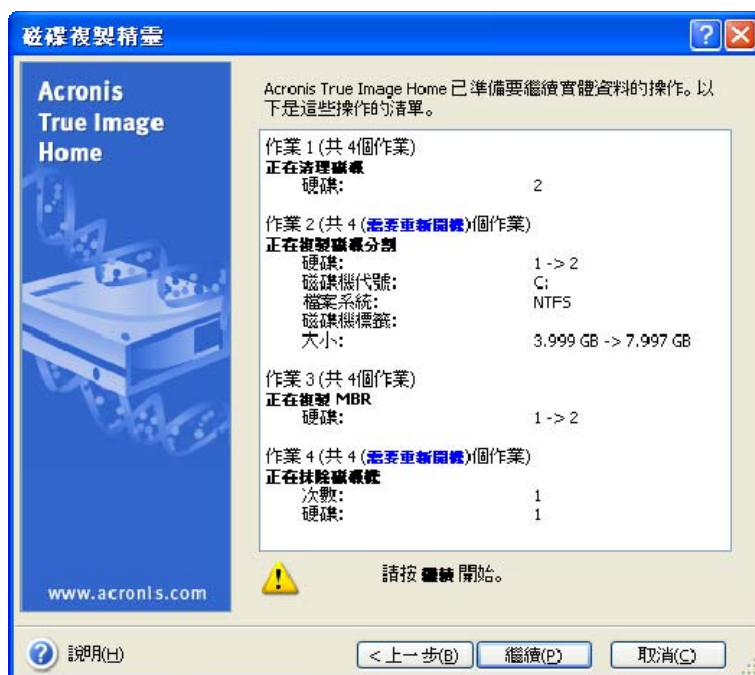 磁碟複製精靈
Acronis
True Image
Home
Acronis True Image Home 已準備要繼續實體資料的操作。以
下是這些操作的清單。
作業 1 (共 4個作業)
正在清理磁碟
硬碟: 2
作業 2 (共 4 (需要重新開機)個作業)
正在複製磁碟分割
硬碟: 1 -> 2
磁碟機代號: C:
檔案系統: NTFS
磁碟機標籤:
大小: 3.999 GB -> 7.997 GB
作業 3 (共 4個作業)
正在複製 MBR
硬碟: 1 -> 2
作業 4 (共 4 (需要重新開機)個作業)
正在抹除磁碟機
次數: 1
硬碟: 1
請按 繼續 開始。
www.acronis.com
說明(H)
< 上一步(B)
繼續(P)
取消(C)